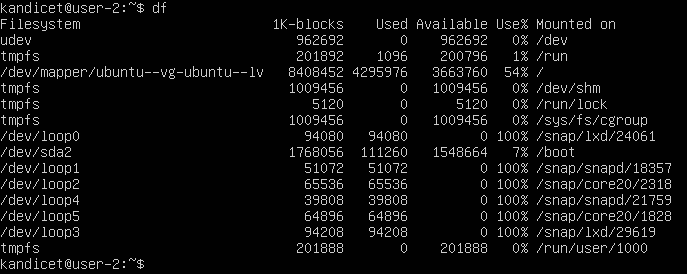 kandicet@user-2:~$ df
Filesystem 1K-blocks Used Available Use% Mounted on
udev 962692 0 962692 0% /dev
tmpfs 201892 1096 200796 1% /run
/dev/mapper/ubuntu--vg-ubuntu--lv 8408452 4295976 3663760 54% /
tmpfs 1009456 0 1009456 0% /dev/shm
tmpfs 5120 0 5120 0% /run/lock
tmpfs 1009456 0 1009456 0% /sys/fs/cgroup
/dev/loop0 94080 94080 0 100% /snap/lxd/24061
/dev/sda2 1768056 111260 1548664 7% /boot
/dev/loop1 51072 51072 0 100% /snap/snapd/18357
/dev/loop2 65536 65536 0 100% /snap/core20/2318
/dev/loop4 39808 39808 0 100% /snap/snapd/21759
/dev/loop5 64896 64896 0 100% /snap/core20/1828
/dev/loop3 94208 94208 0 100% /snap/lxd/29619
tmpfs 201888 0 201888 0% /run/user/1000
kandicet@user-2:~$